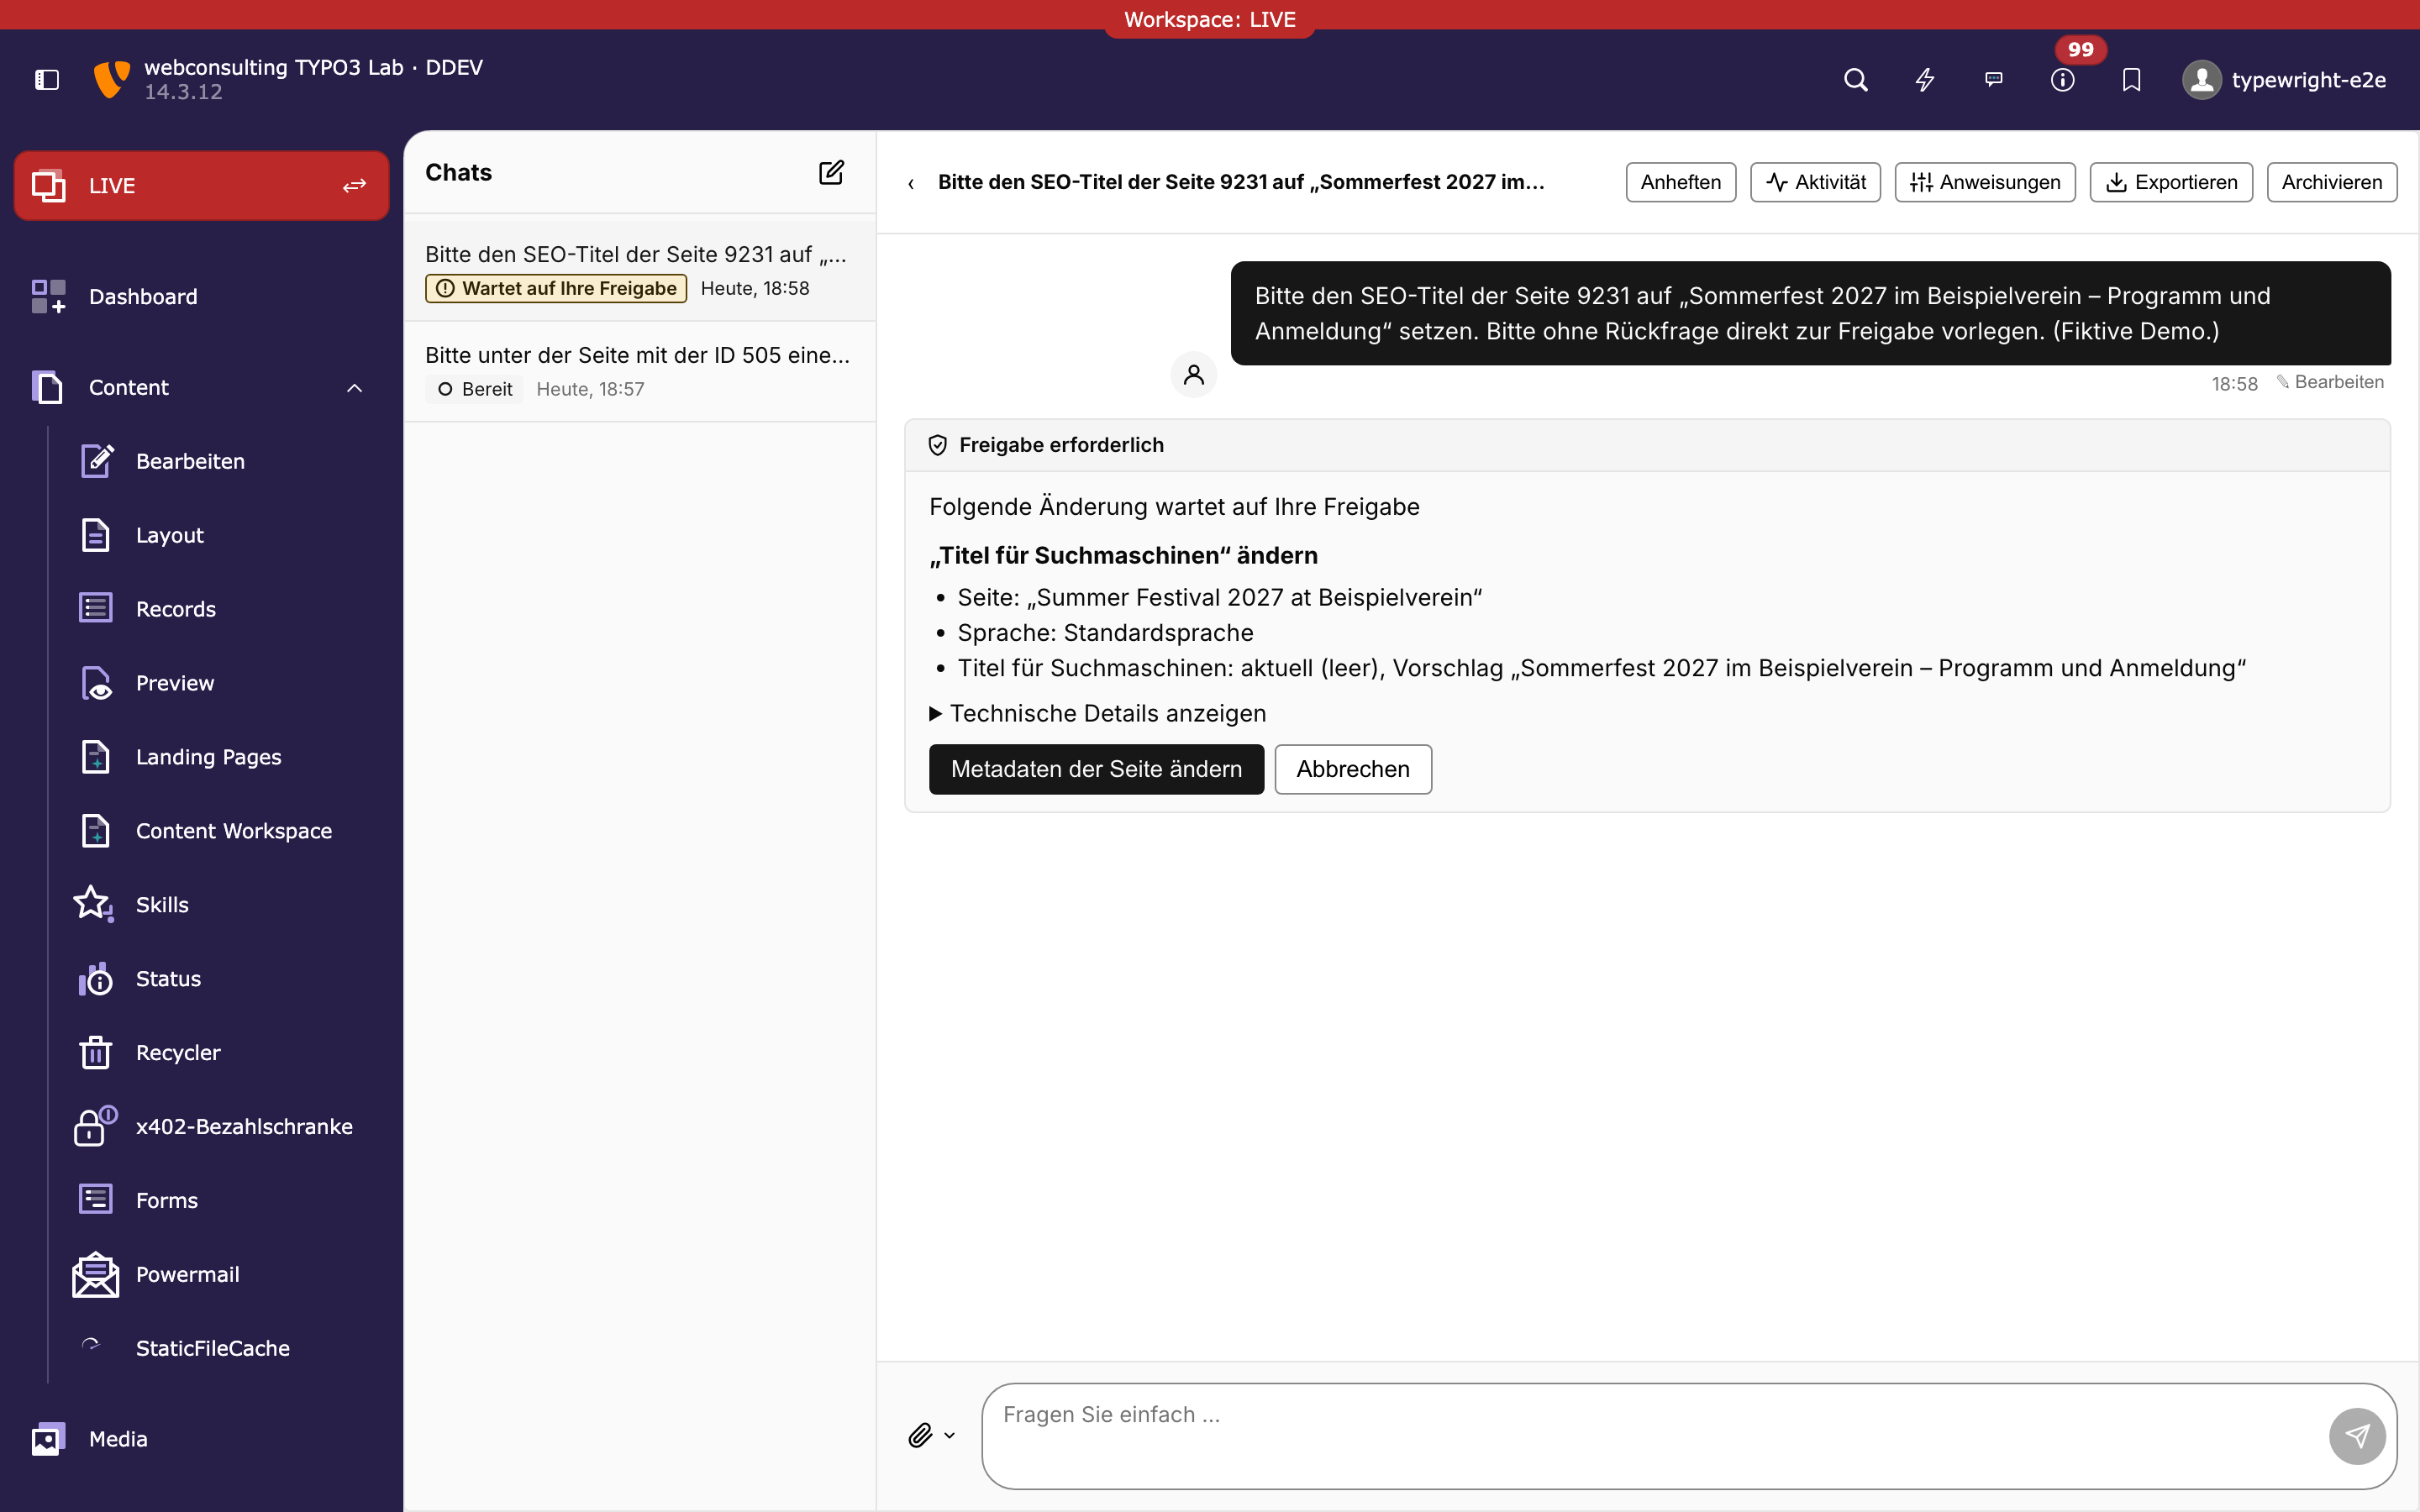 Workspace: LIVE
webconsulting TYPO3 Lab · DDEV
14.3.12
99
typewright-e2e
LIVE
Dashboard
Content
Bearbeiten
Layout
Records
Preview
Landing Pages
Content Workspace
Skills
Status
Recycler
x402-Bezahlschranke
Forms
Powermail
StaticFileCache
Media
Chats
Bitte den SEO-Titel der Seite 9231 auf „...
Wartet auf Ihre Freigabe Heute, 18:58
Bitte unter der Seite mit der ID 505 eine...
Bereit Heute, 18:57
Bitte den SEO-Titel der Seite 9231 auf „Sommerfest 2027 im...
Anheften
Aktivität
Anweisungen
Exportieren
Archivieren
Bitte den SEO-Titel der Seite 9231 auf „Sommerfest 2027 im Beispielverein – Programm und
Anmeldung“ setzen. Bitte ohne Rückfrage direkt zur Freigabe vorlegen. (Fiktive Demo.)
18:58 Bearbeiten
Freigabe erforderlich
Folgende Änderung wartet auf Ihre Freigabe
„Titel für Suchmaschinen“ ändern
• Seite: „Summer Festival 2027 at Beispielverein“
• Sprache: Standardsprache
• Titel für Suchmaschinen: aktuell (leer), Vorschlag „Sommerfest 2027 im Beispielverein – Programm und Anmeldung“
Technische Details anzeigen
Metadaten der Seite ändern
Abbrechen
Fragen Sie einfach ...